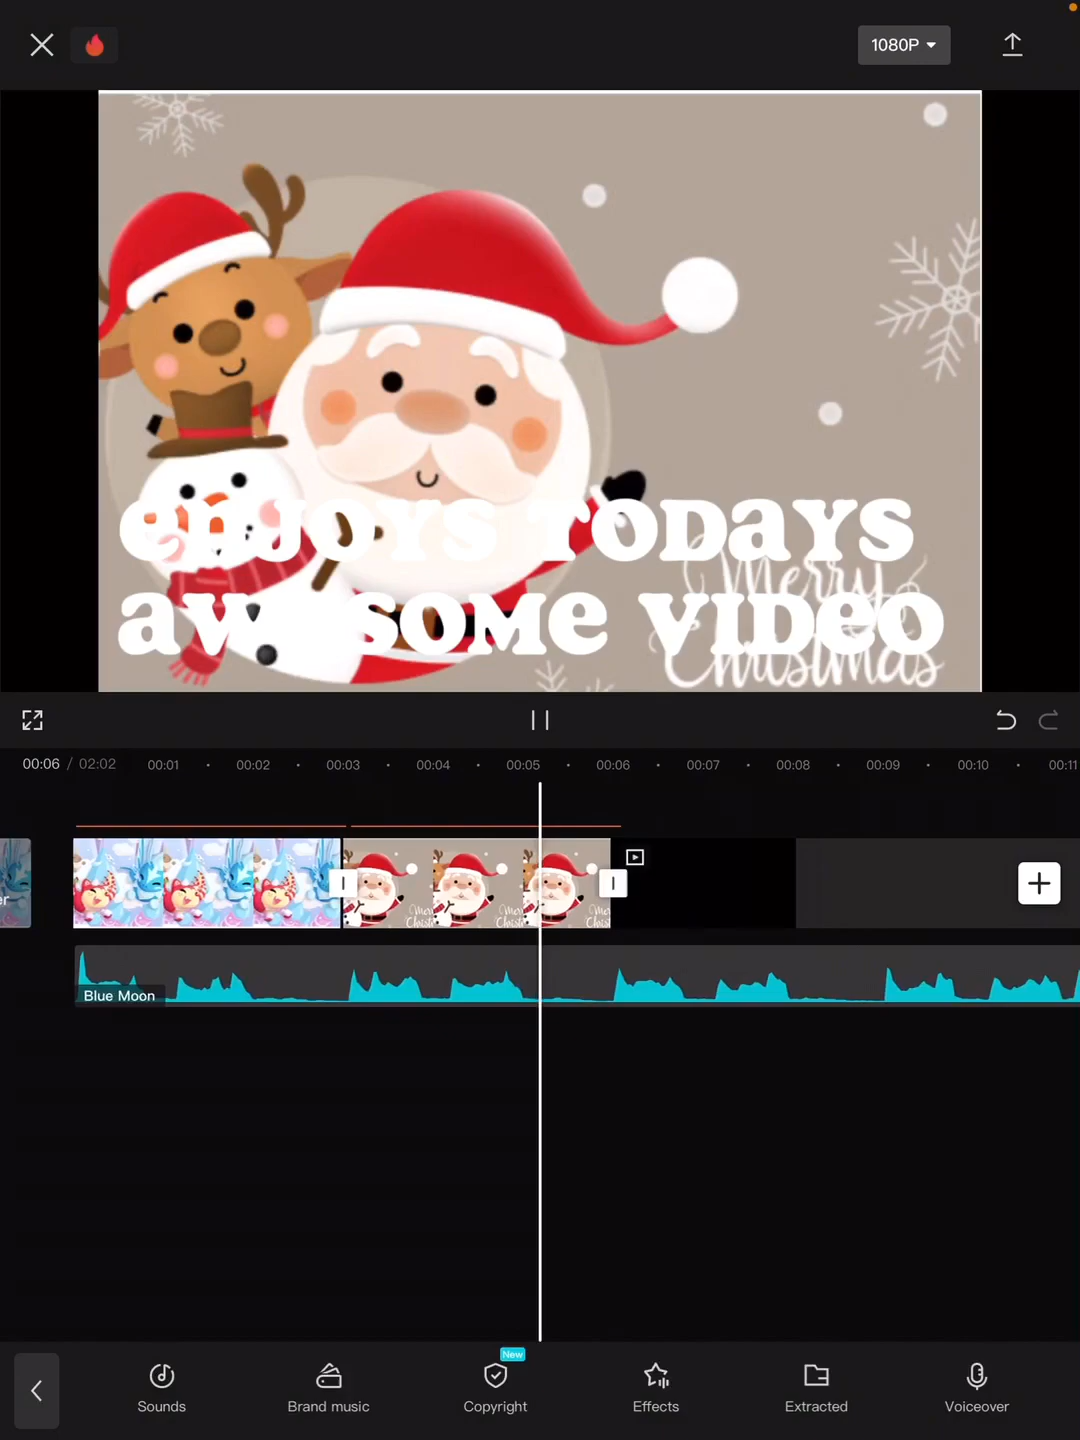 1080P
enJOYS TODaYS
awesome VIDeo
Merry
Christmas
00:06 / 02:02 00:01 00:02 00:03 00:04 00:05 00:06 00:07 00:08 00:09 00:10 00:11
er
Blue Moon
New
Sounds Brand music Copyright Effects Extracted Voiceover